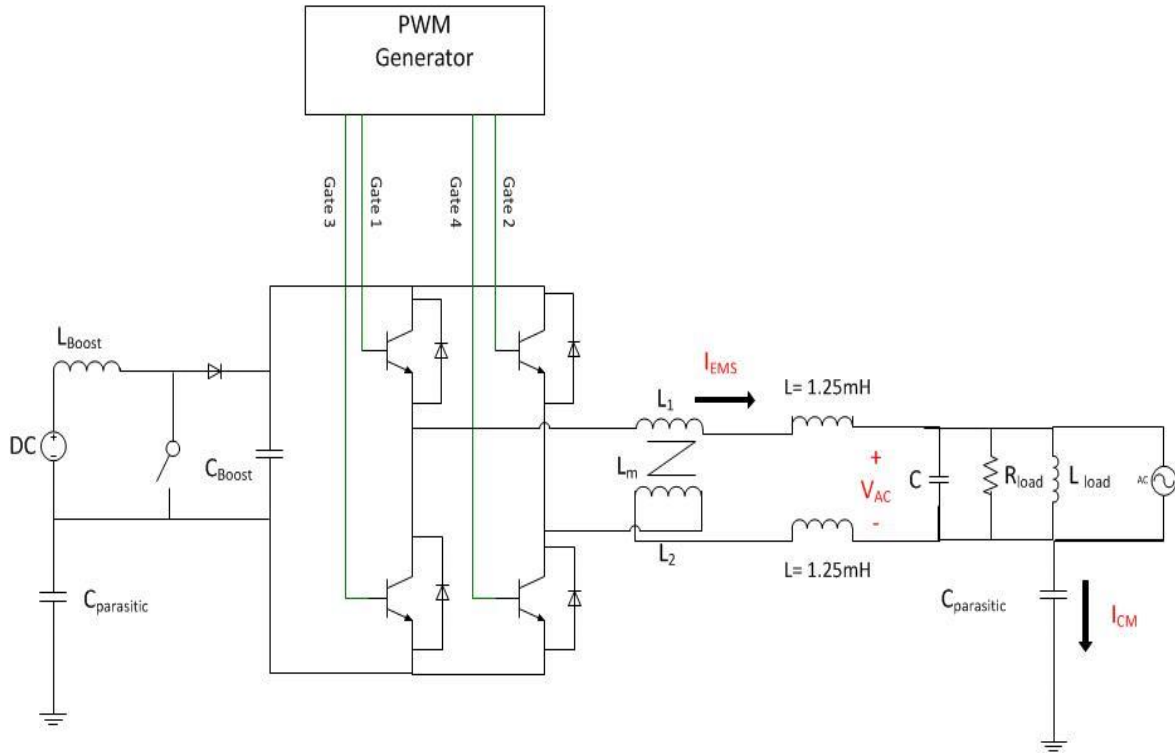 PWM
Generator
Gate 3
Gate 1
Gate 4
Gate 2
LBoost
DC
CBoost
Cparasitic
L1
Lm
L2
IEMS
L= 1.25mH
+
VAC
-
L= 1.25mH
C
Rload
L load
AC
Cparasitic
ICM